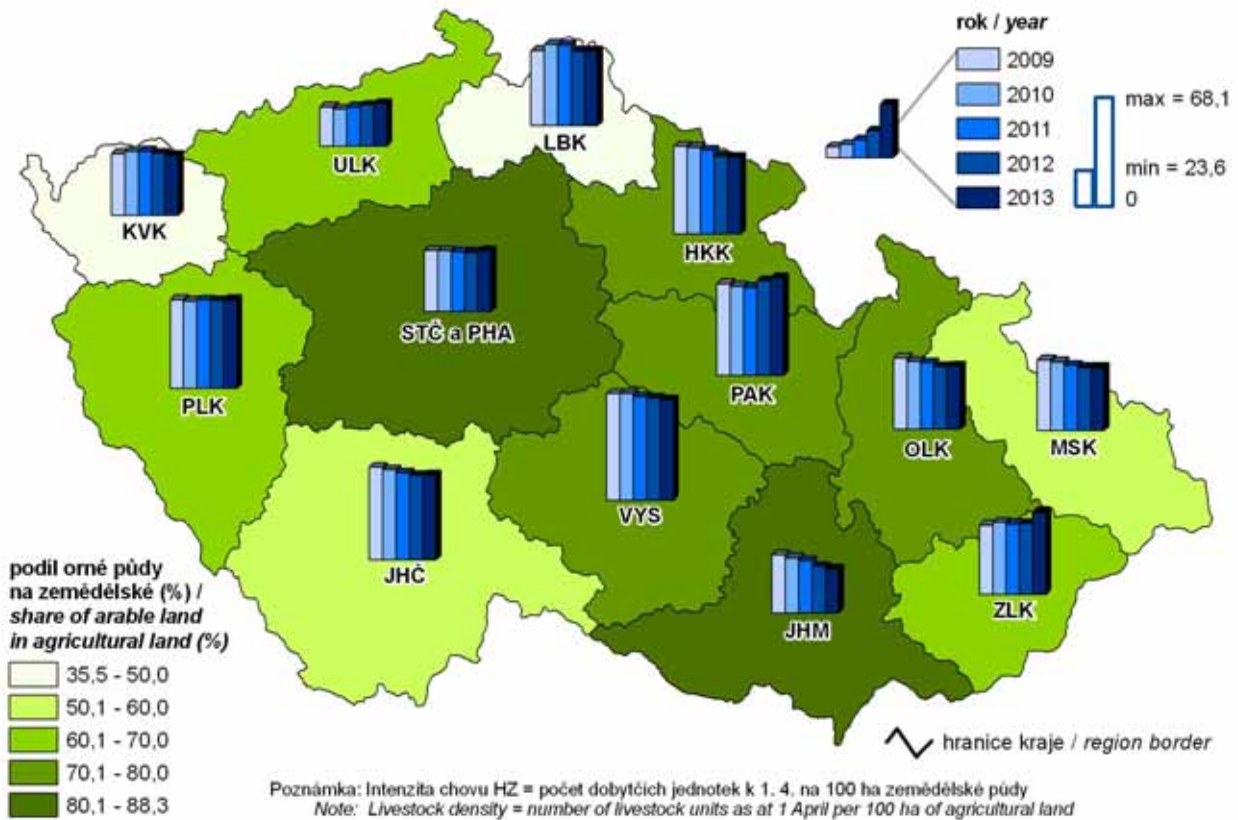 rok / year
2009
2010
2011
2012
2013
max = 68,1
min = 23,6
0
LBK
ULK
KVK
HKK
STČ a PHA
PAK
PLK
OLK
MSK
VYS
JHČ
ZLK
JHM
podíl orné půdy
na zemědělské (%) /
share of arable land
in agricultural land (%)
35,5 - 50,0
50,1 - 60,0
60,1 - 70,0
70,1 - 80,0
80,1 - 88,3
hranice kraje / region border
Poznámka: Intenzita chovu HZ = počet dobytčích jednotek k 1. 4. na 100 ha zemědělské půdy
Note: Livestock density = number of livestock units as at 1 April per 100 ha of agricultural land